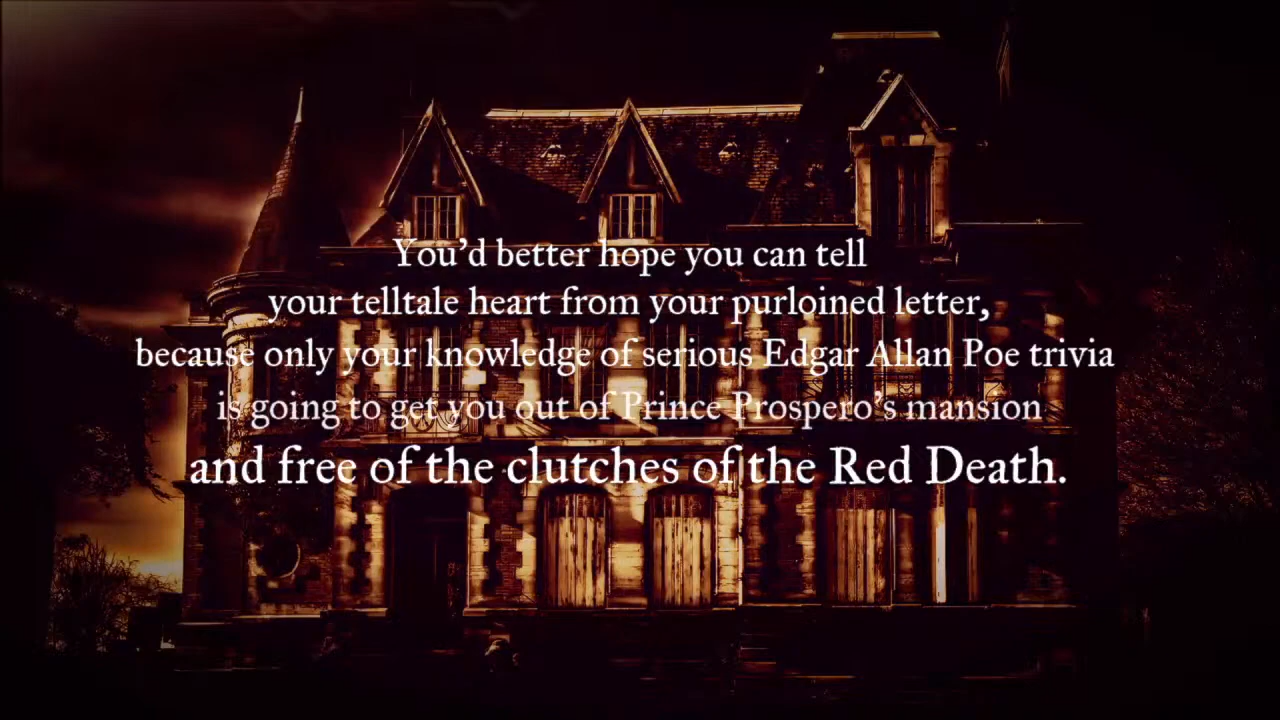 You'd better hope you can tell
your telltale heart from your purloined letter,
because only your knowledge of serious Edgar Allan Poe trivia
is going to get you out of Prince Prospero's mansion
and free of the clutches of the Red Death.